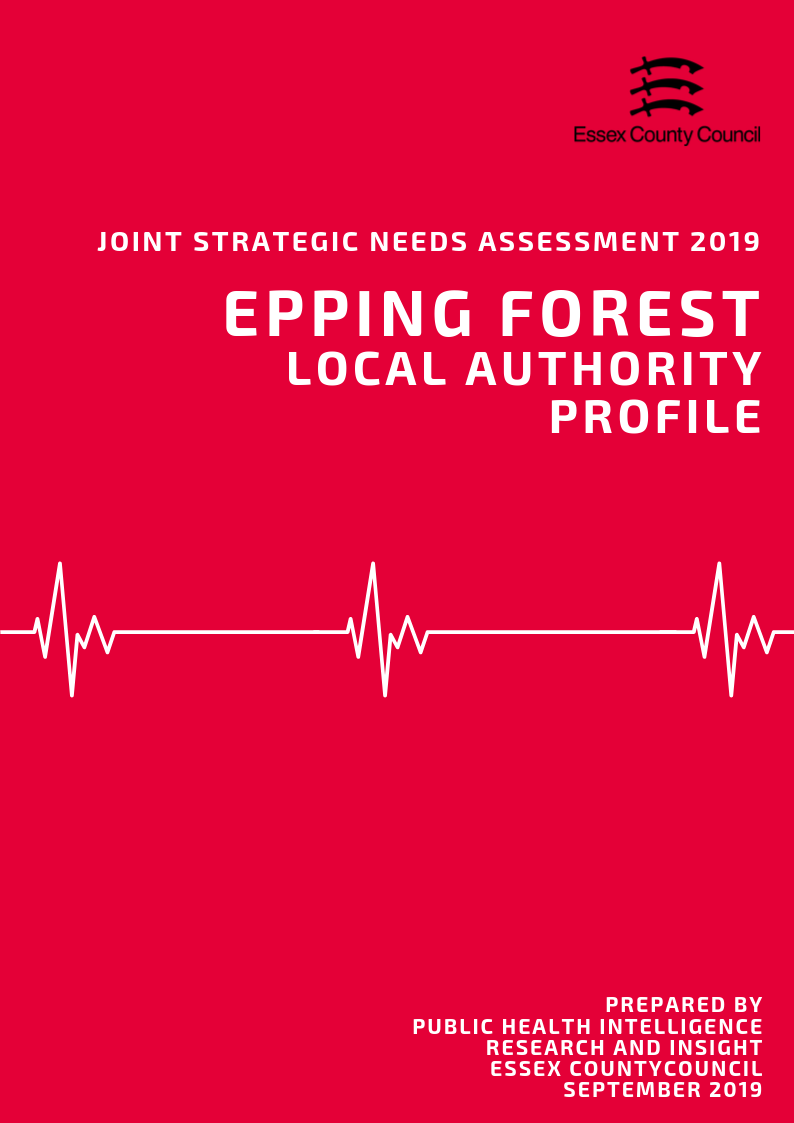 Essex County Council
JOINT STRATEGIC NEEDS ASSESSMENT 2019
EPPING FOREST
LOCAL AUTHORITY
PROFILE
PREPARED BY
PUBLIC HEALTH INTELLIGENCE
RESEARCH AND INSIGHT
ESSEX COUNTYCOUNCIL
SEPTEMBER 2019